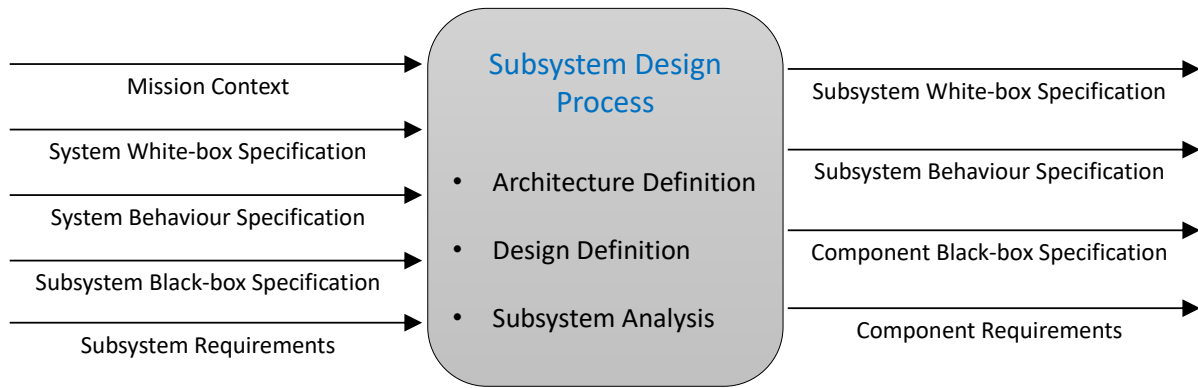 Mission Context
System White-box Specification
System Behaviour Specification
Subsystem Black-box Specification
Subsystem Requirements
Subsystem Design
Process
• Architecture Definition
• Design Definition
• Subsystem Analysis
Subsystem White-box Specification
Subsystem Behaviour Specification
Component Black-box Specification
Component Requirements